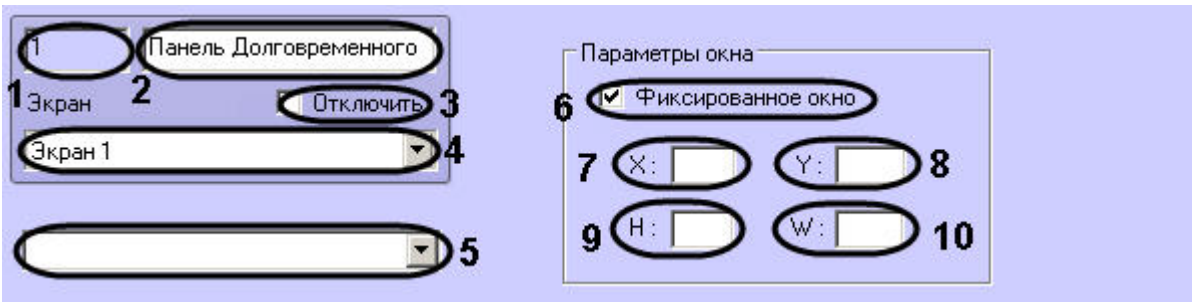 1 Панель Долговременного
1 2
Экран Отключить 3
Экран 1 4
5
Параметры окна
6 Фиксированное окно
7 X: Y: 8
9 H: W: 10